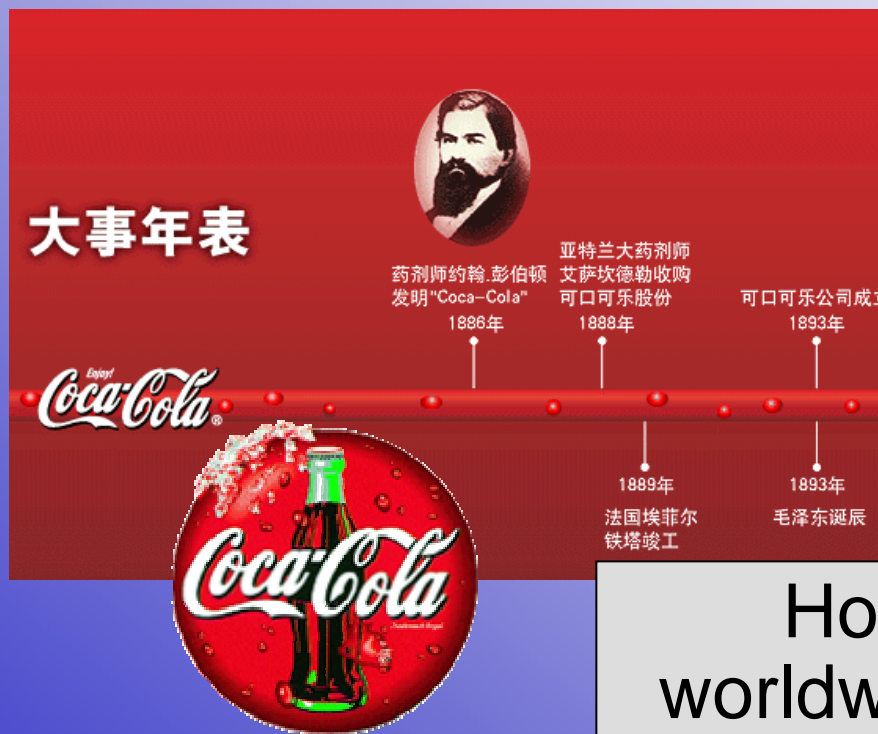 大事年表
药剂师约翰.彭伯顿
发明"Coca-Cola"
1886年
亚特兰大药剂师
艾萨坎德勒收购
可口可乐股份
1888年
可口可乐公司成立
1893年
Enjoy!
Coca-Cola®
1889年
法国埃菲尔
铁塔竣工
1893年
毛泽东诞辰
Coca-Cola
Ho
worldw